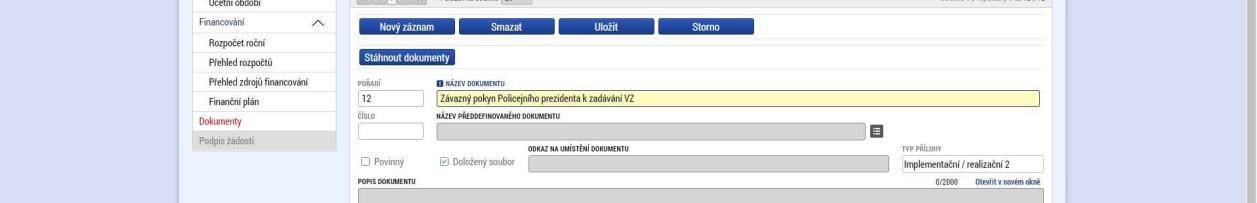 Účetní období
Financování
Rozpočet roční
Přehled rozpočtů
Přehled zdrojů financování
Finanční plán
Dokumenty
Podpis žádosti
Nový záznam Smazat Uložit Storno
Stáhnout dokumenty
POŘADÍ NÁZEV DOKUMENTU
12 Závazný pokyn Policejního prezidenta k zadávání VZ
ČÍSLO NÁZEV PŘEDDEFINOVANÉHO DOKUMENTU
ODKAZ NA UMÍSTĚNÍ DOKUMENTU TYP PŘÍLOHY
Povinný Doložený soubor Implementační / realizační 2
POPIS DOKUMENTU 0/2000 Otevřít v novém okně